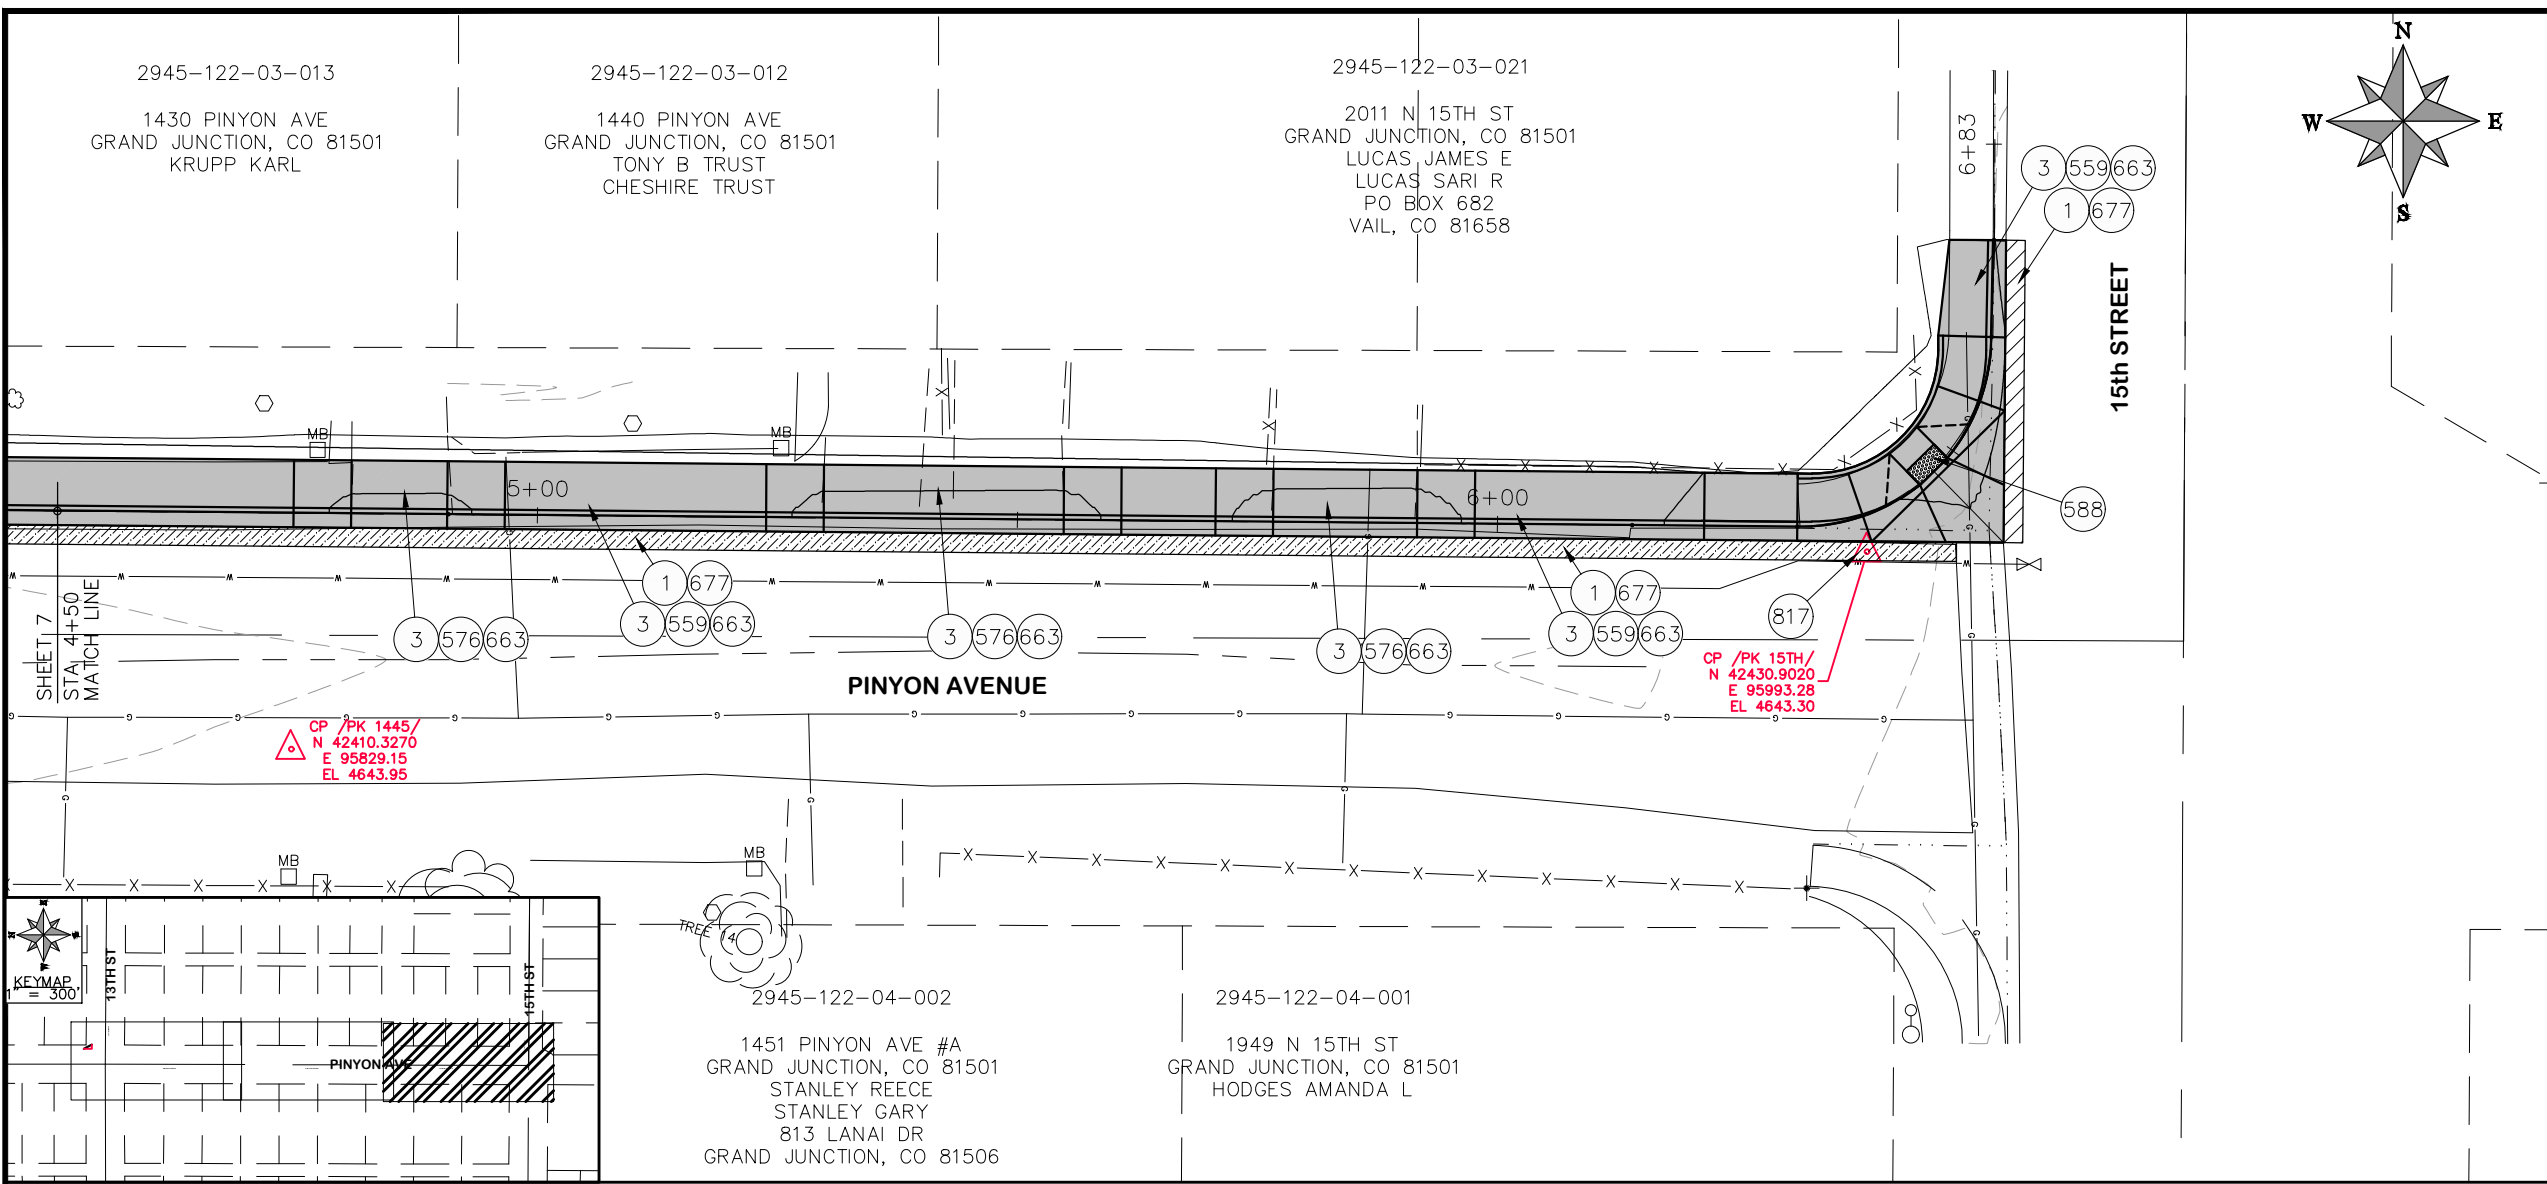 2945-122-03-013
1430 PINYON AVE
GRAND JUNCTION, CO 81501
KRUPP KARL
2945-122-03-012
1440 PINYON AVE
GRAND JUNCTION, CO 81501
TONY B TRUST
CHESHIRE TRUST
2945-122-03-021
2011 N 15TH ST
GRAND JUNCTION, CO 81501
LUCAS JAMES E
LUCAS SARI R
PO BOX 682
VAIL, CO 81658
N
W E
S
6+83
3 559 663
1 677
15th STREET
MB
MB
5+00
6+00
588
SHEET 7
STA 4+50
MATCH LINE
1 677
3 559 663
3 576 663
3 576 663
3 576 663
1 677
3 559 663
817
CP /PK 15TH/
N 42430.9020
E 95993.28
EL 4643.30
PINYON AVENUE
CP /PK 1445/
N 42410.3270
E 95829.15
EL 4643.95
MB
MB
TREE 14
KEYMAP
1" = 300'
13TH ST
15TH ST
PINYON AVE
2945-122-04-002
1451 PINYON AVE #A
GRAND JUNCTION, CO 81501
STANLEY REECE
STANLEY GARY
813 LANAI DR
GRAND JUNCTION, CO 81506
2945-122-04-001
1949 N 15TH ST
GRAND JUNCTION, CO 81501
HODGES AMANDA L